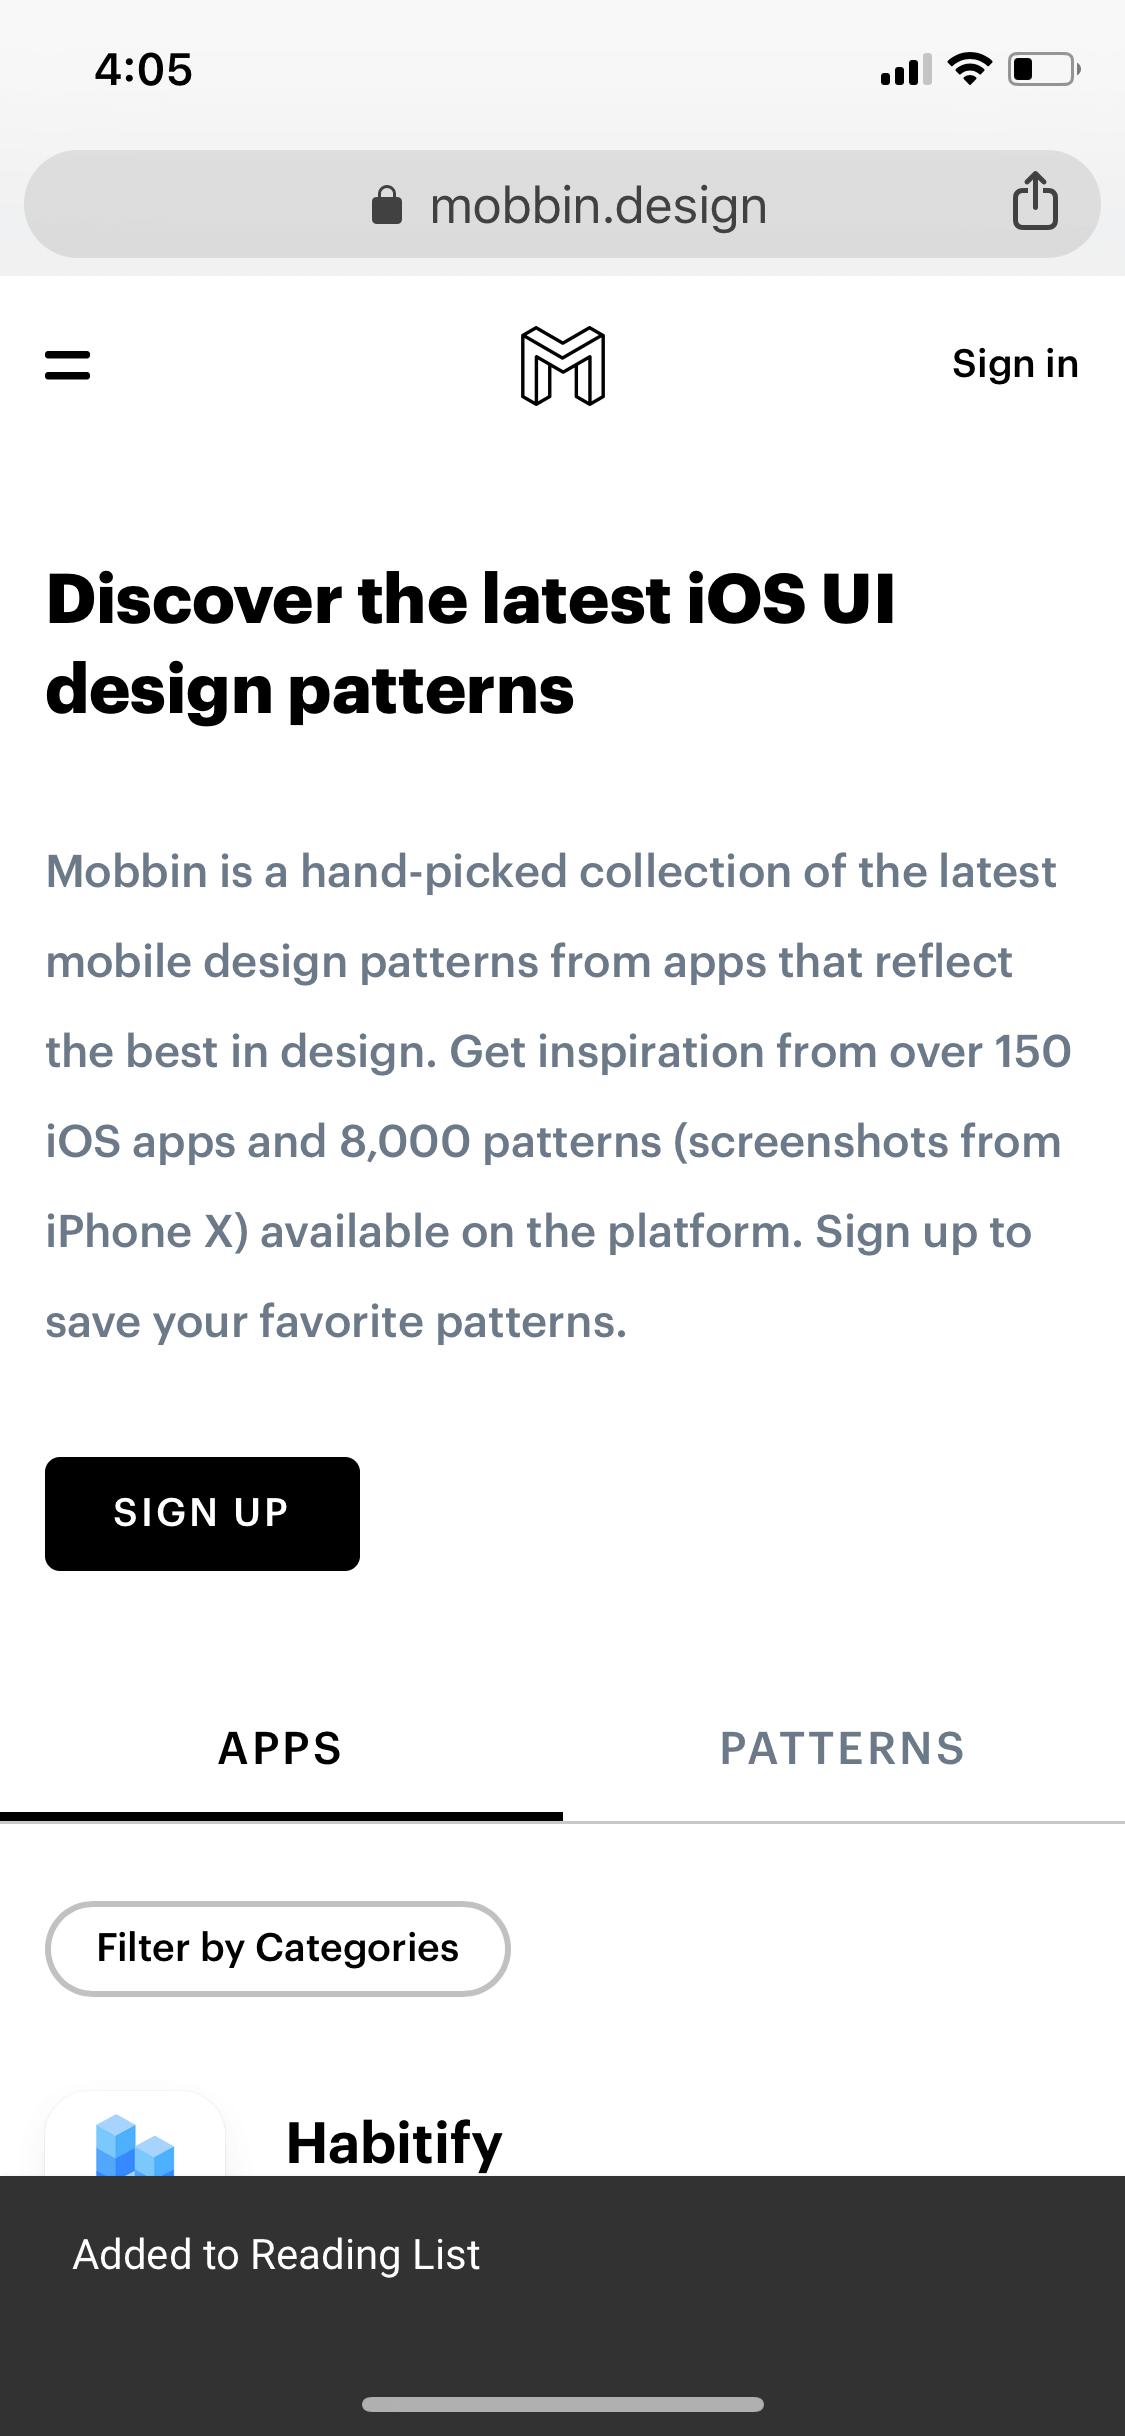 4:05
mobbin.design
Sign in
Discover the latest iOS UI
design patterns
Mobbin is a hand-picked collection of the latest
mobile design patterns from apps that reflect
the best in design. Get inspiration from over 150
iOS apps and 8,000 patterns (screenshots from
iPhone X) available on the platform. Sign up to
save your favorite patterns.
SIGN UP
APPS
PATTERNS
Filter by Categories
Habitify
Added to Reading List